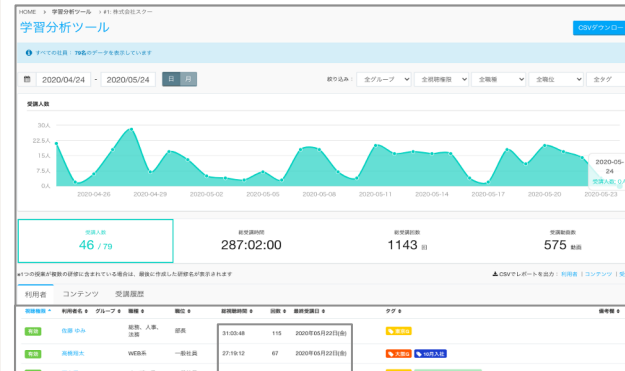 HOME › 学習分析ツール › #1: 株式会社スクー
学習分析ツール
CSVダウンロー
すべての社員：79名のデータを表示しています
2020/04/24 - 2020/05/24 日 月 絞り込み： 全グループ 全視聴権限 全職種 全職位 全タグ
受講人数
30人
22.5人
15人
7.5人
0人
2020-05-24
受講人数 0人
2020-04-26 2020-04-29 2020-05-02 2020-05-05 2020-05-08 2020-05-11 2020-05-14 2020-05-17 2020-05-20 2020-05-23
受講人数 総受講時間 総受講回数 受講動画数
46 / 79 287:02:00 1143 回 575 動画
※1つの授業が複数の研修に含まれている場合は、最後に作成した研修名が表示されます
CSVでレポートを出力： 利用者 | コンテンツ | 受
利用者 コンテンツ 受講履歴
視聴権限 利用者名 グループ 職種 職位 総視聴時間 回数 最終受講日 タグ 備考欄
有効 佐藤 ゆみ 総務、人事、法務 部長 31:03:48 115 2020年05月22日(金)
有効 高橋翔太 WEB系 一般社員 27:19:12 67 2020年05月22日(金) 10月入社